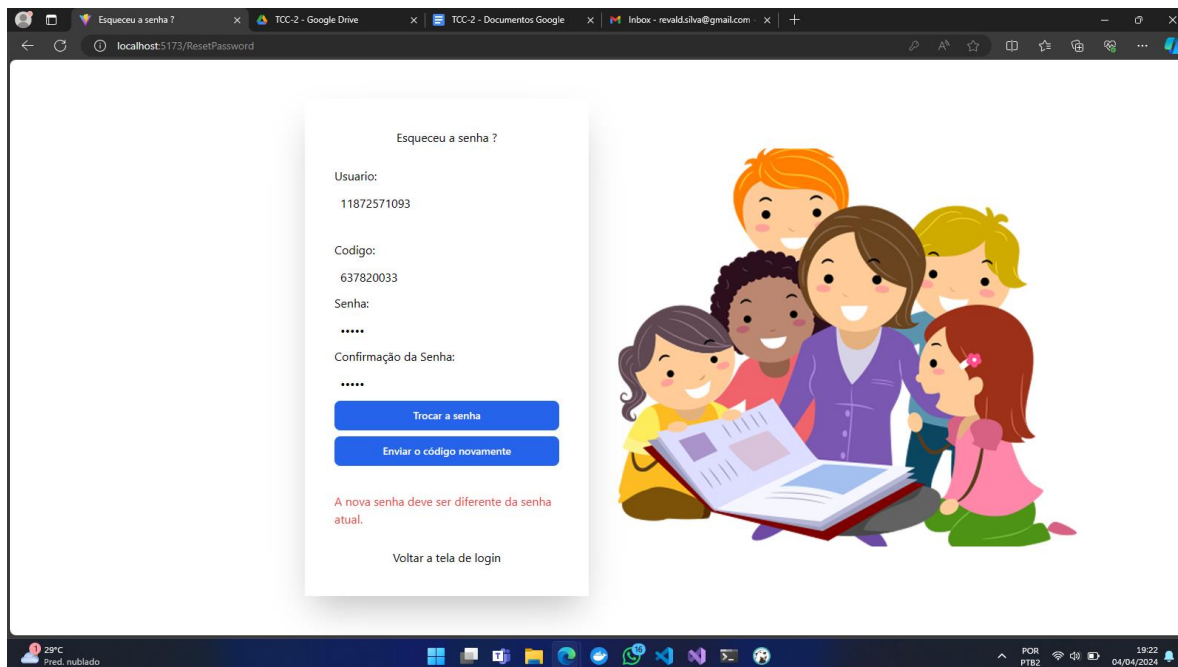 Esqueceu a senha ?
TCC-2 - Google Drive
TCC-2 - Documentos Google
Inbox - revald.silva@gmail.com -
localhost:5173/ResetPassword
Esqueceu a senha ?
Usuario:
11872571093
Codigo:
637820033
Senha:
•••••
Confirmação da Senha:
•••••
Trocar a senha
Enviar o código novamente
A nova senha deve ser diferente da senha
atual.
Voltar a tela de login
1
29°C
Pred. nublado
9
POR
PTB2
19:22
04/04/2024